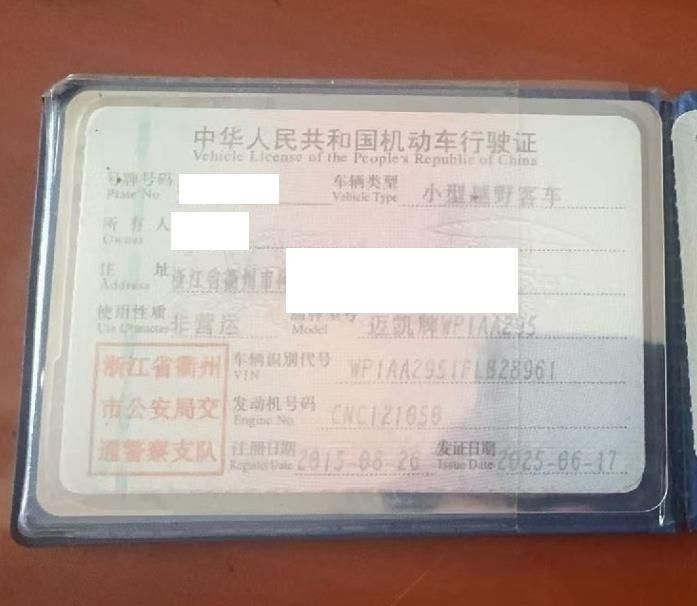 中华人民共和国机动车行驶证
Vehicle License of the People's Republic of China
号牌号码 车辆类型 小型越野客车
Plate No Vehicle Type
所有人
Owner
住址 浙江省衢州市
Address
使用性质 非营运 品牌型号 迈凯牌WP1AA295
Use Character Model
浙江省衢州
市公安局交
通警察支队
车辆识别代号 WP1AA2951FLB28961
VIN
发动机号码 CNC121050
Engine No.
注册日期 2015-08-26 发证日期 2025-06-17
Register Date Issue Date